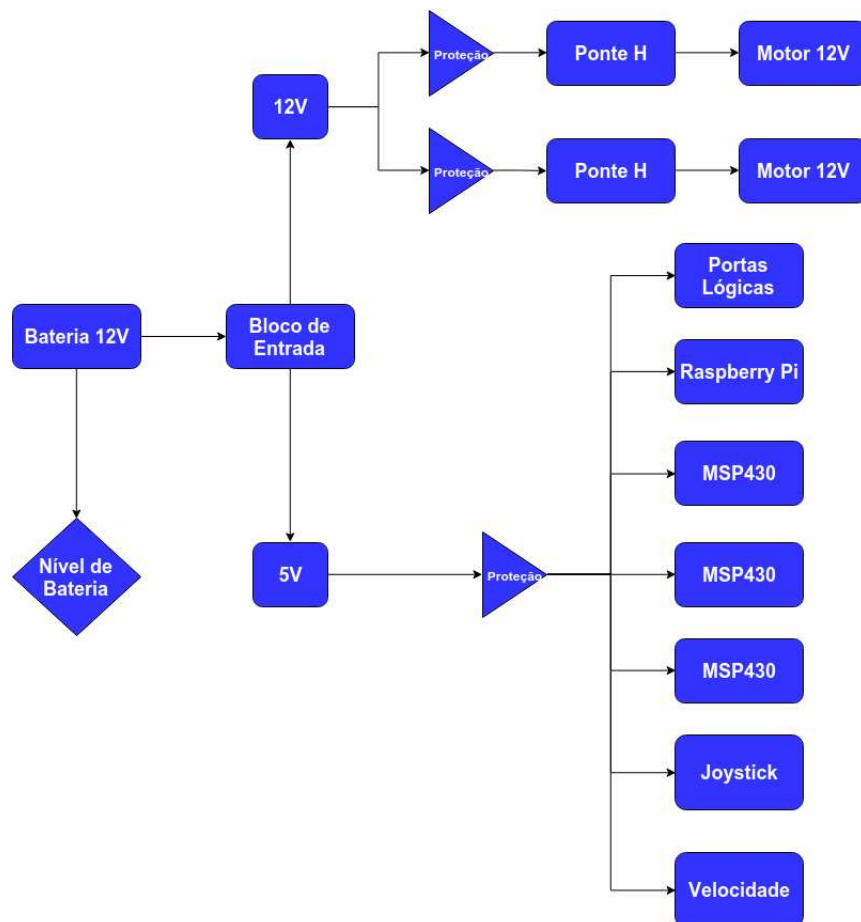 Proteção
Ponte H
Motor 12V
12V
Proteção
Ponte H
Motor 12V
Portas
Lógicas
Bateria 12V
Bloco de
Entrada
Raspberry Pi
MSP430
Nível de
Bateria
5V
Proteção
MSP430
MSP430
Joystick
Velocidade